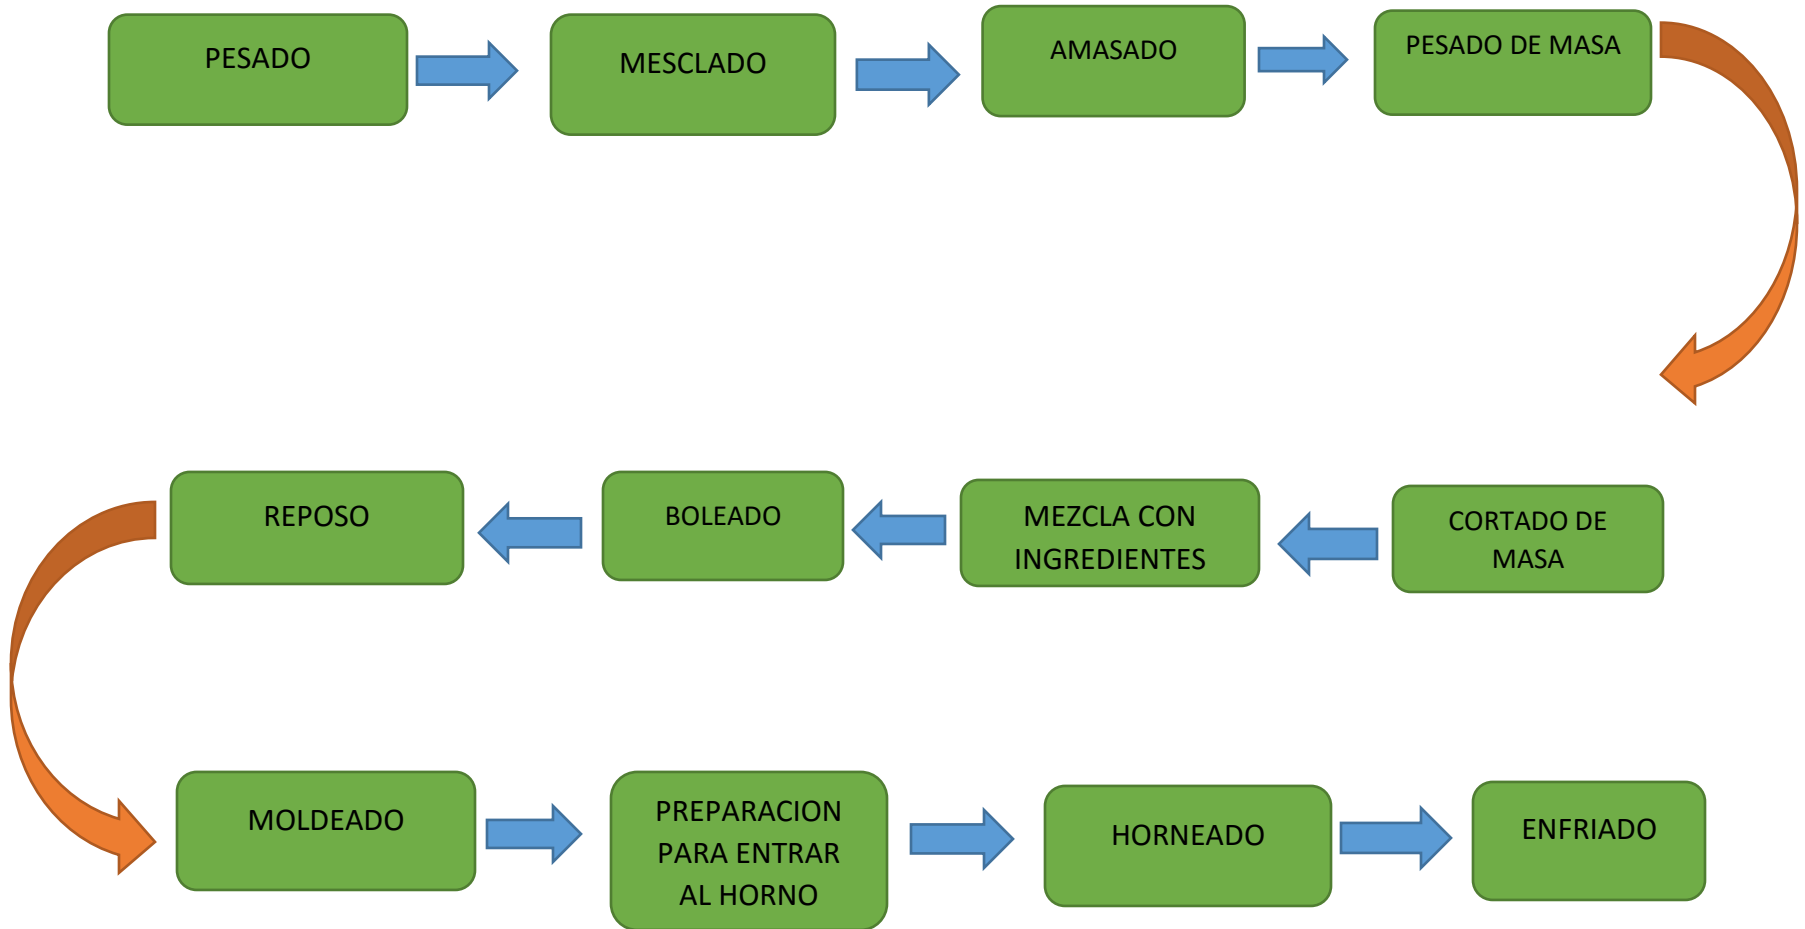 PESADO
MESCLADO
AMASADO
PESADO DE MASA
CORTADO DE
MASA
MEZCLA CON
INGREDIENTES
BOLEADO
REPOSO
MOLDEADO
PREPARACION
PARA ENTRAR
AL HORNO
HORNEADO
ENFRIADO